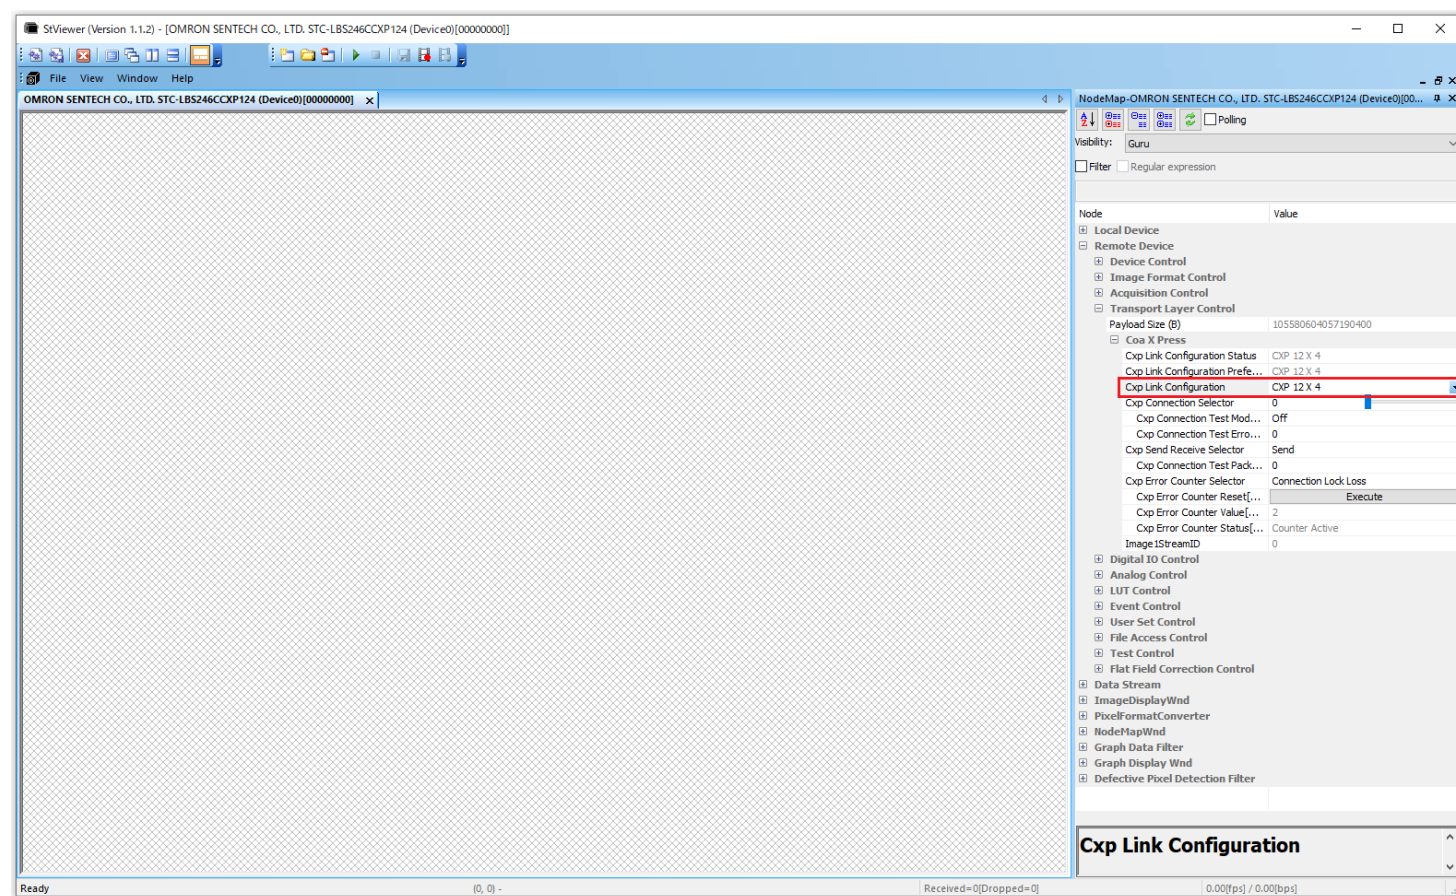 StViewer (Version 1.1.2) - [OMRON SENTECH CO., LTD. STC-LBS246CCXP124 (Device0)[00000000]]
File View Window Help
OMRON SENTECH CO., LTD. STC-LBS246CCXP124 (Device0)[00000000] x
NodeMap-OMRON SENTECH CO., LTD. STC-LBS246CCXP124 (Device0)[00...
Polling
Visibility: Guru
Filter Regular expression
Node Value
Local Device
Remote Device
Device Control
Image Format Control
Acquisition Control
Transport Layer Control
Payload Size (B) 105580604057190400
Coa X Press
Cxp Link Configuration Status CXP 12 X 4
Cxp Link Configuration Prefe... CXP 12 X 4
Cxp Link Configuration CXP 12 X 4
Cxp Connection Selector 0
Cxp Connection Test Mod... Off
Cxp Connection Test Erro... 0
Cxp Send Receive Selector Send
Cxp Connection Test Pack... 0
Cxp Error Counter Selector Connection Lock Loss
Cxp Error Counter Reset[... Execute
Cxp Error Counter Value[... 2
Cxp Error Counter Status[... Counter Active
Image1StreamID 0
Digital IO Control
Analog Control
LUT Control
Event Control
User Set Control
File Access Control
Test Control
Flat Field Correction Control
Data Stream
ImageDisplayWnd
PixelFormatConverter
NodeMapWnd
Graph Data Filter
Graph Display Wnd
Defective Pixel Detection Filter
Cxp Link Configuration
Ready (0, 0) - Received=0[Dropped=0] 0.00[fps] / 0.00[bps]